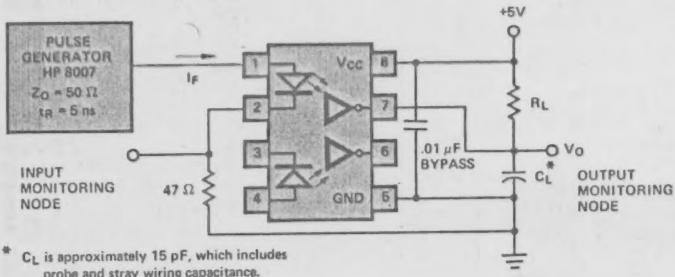 PULSE
GENERATOR
HP 8007
ZO = 50 Ω
tR = 5 ns
IF
1
2
3
4
VCC
GND
8
7
6
5
.01 μF
BYPASS
+5V
RL
VO
CL*
OUTPUT
MONITORING
NODE
INPUT
MONITORING
NODE
47 Ω
* CL is approximately 15 pF, which includes
probe and stray wiring capacitance.